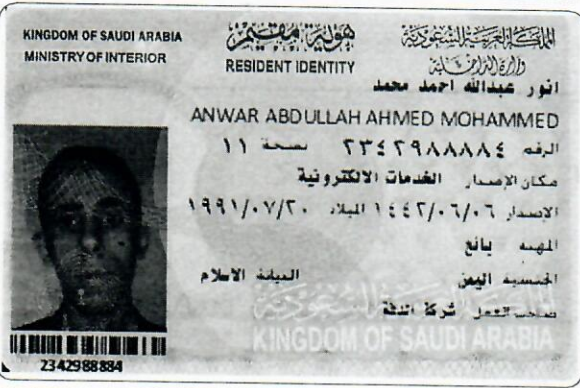 KINGDOM OF SAUDI ARABIA
MINISTRY OF INTERIOR
هوية مقيم
RESIDENT IDENTITY
المملكة العربية السعودية
وزارة الداخلية
انور عبدالله احمد محمد
ANWAR ABDULLAH AHMED MOHAMMED
الرقم ٢٣٤٢٩٨٨٨٨٤ نسخة ١١
مكان الإصدار الخدمات الالكترونية
الإصدار ١٤٤٢/٠٦/٠٦ الميلاد ١٩٩١/٠٧/٢٠
المهنه بائع
الجنسيه اليمن الديانة الاسلام
صاحب العمل شركة الدقة
المملكة العربية السعودية
KINGDOM OF SAUDI ARABIA
2342988884